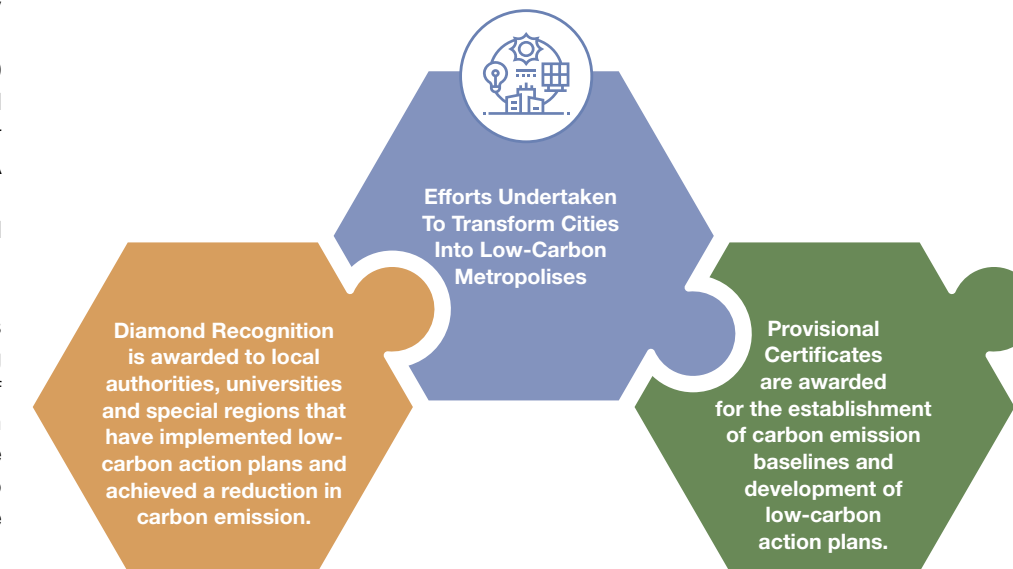 Efforts Undertaken
To Transform Cities
Into Low-Carbon
Metropolises
Diamond Recognition
is awarded to local
authorities, universities
and special regions that
have implemented low-
carbon action plans and
achieved a reduction in
carbon emission.
Provisional
Certificates
are awarded
for the establishment
of carbon emission
baselines and
development of
low-carbon
action plans.